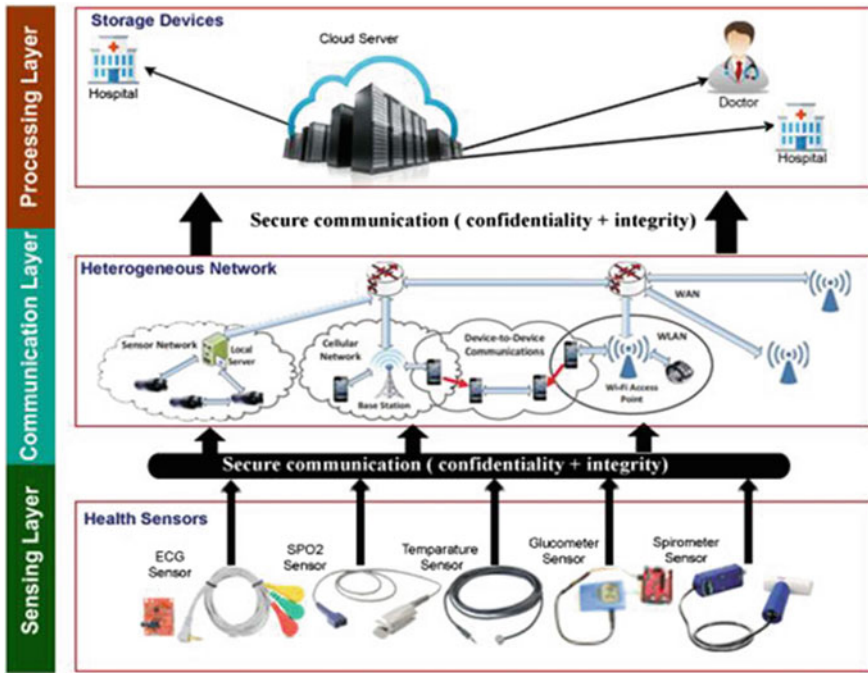 Processing Layer
Storage Devices
Cloud Server
Hospital
Doctor
Hospital
Secure communication ( confidentiality + integrity)
Communication Layer
Heterogeneous Network
WAN
Sensor Network
Local
Server
Cellular
Network
Base Station
Device-to-Device
Communications
WLAN
Wi-Fi Access
Point
Secure communication ( confidentiality + integrity)
Sensing Layer
Health Sensors
ECG
Sensor
SPO2
Sensor
Temparature
Sensor
Glucometer
Sensor
Spirometer
Sensor